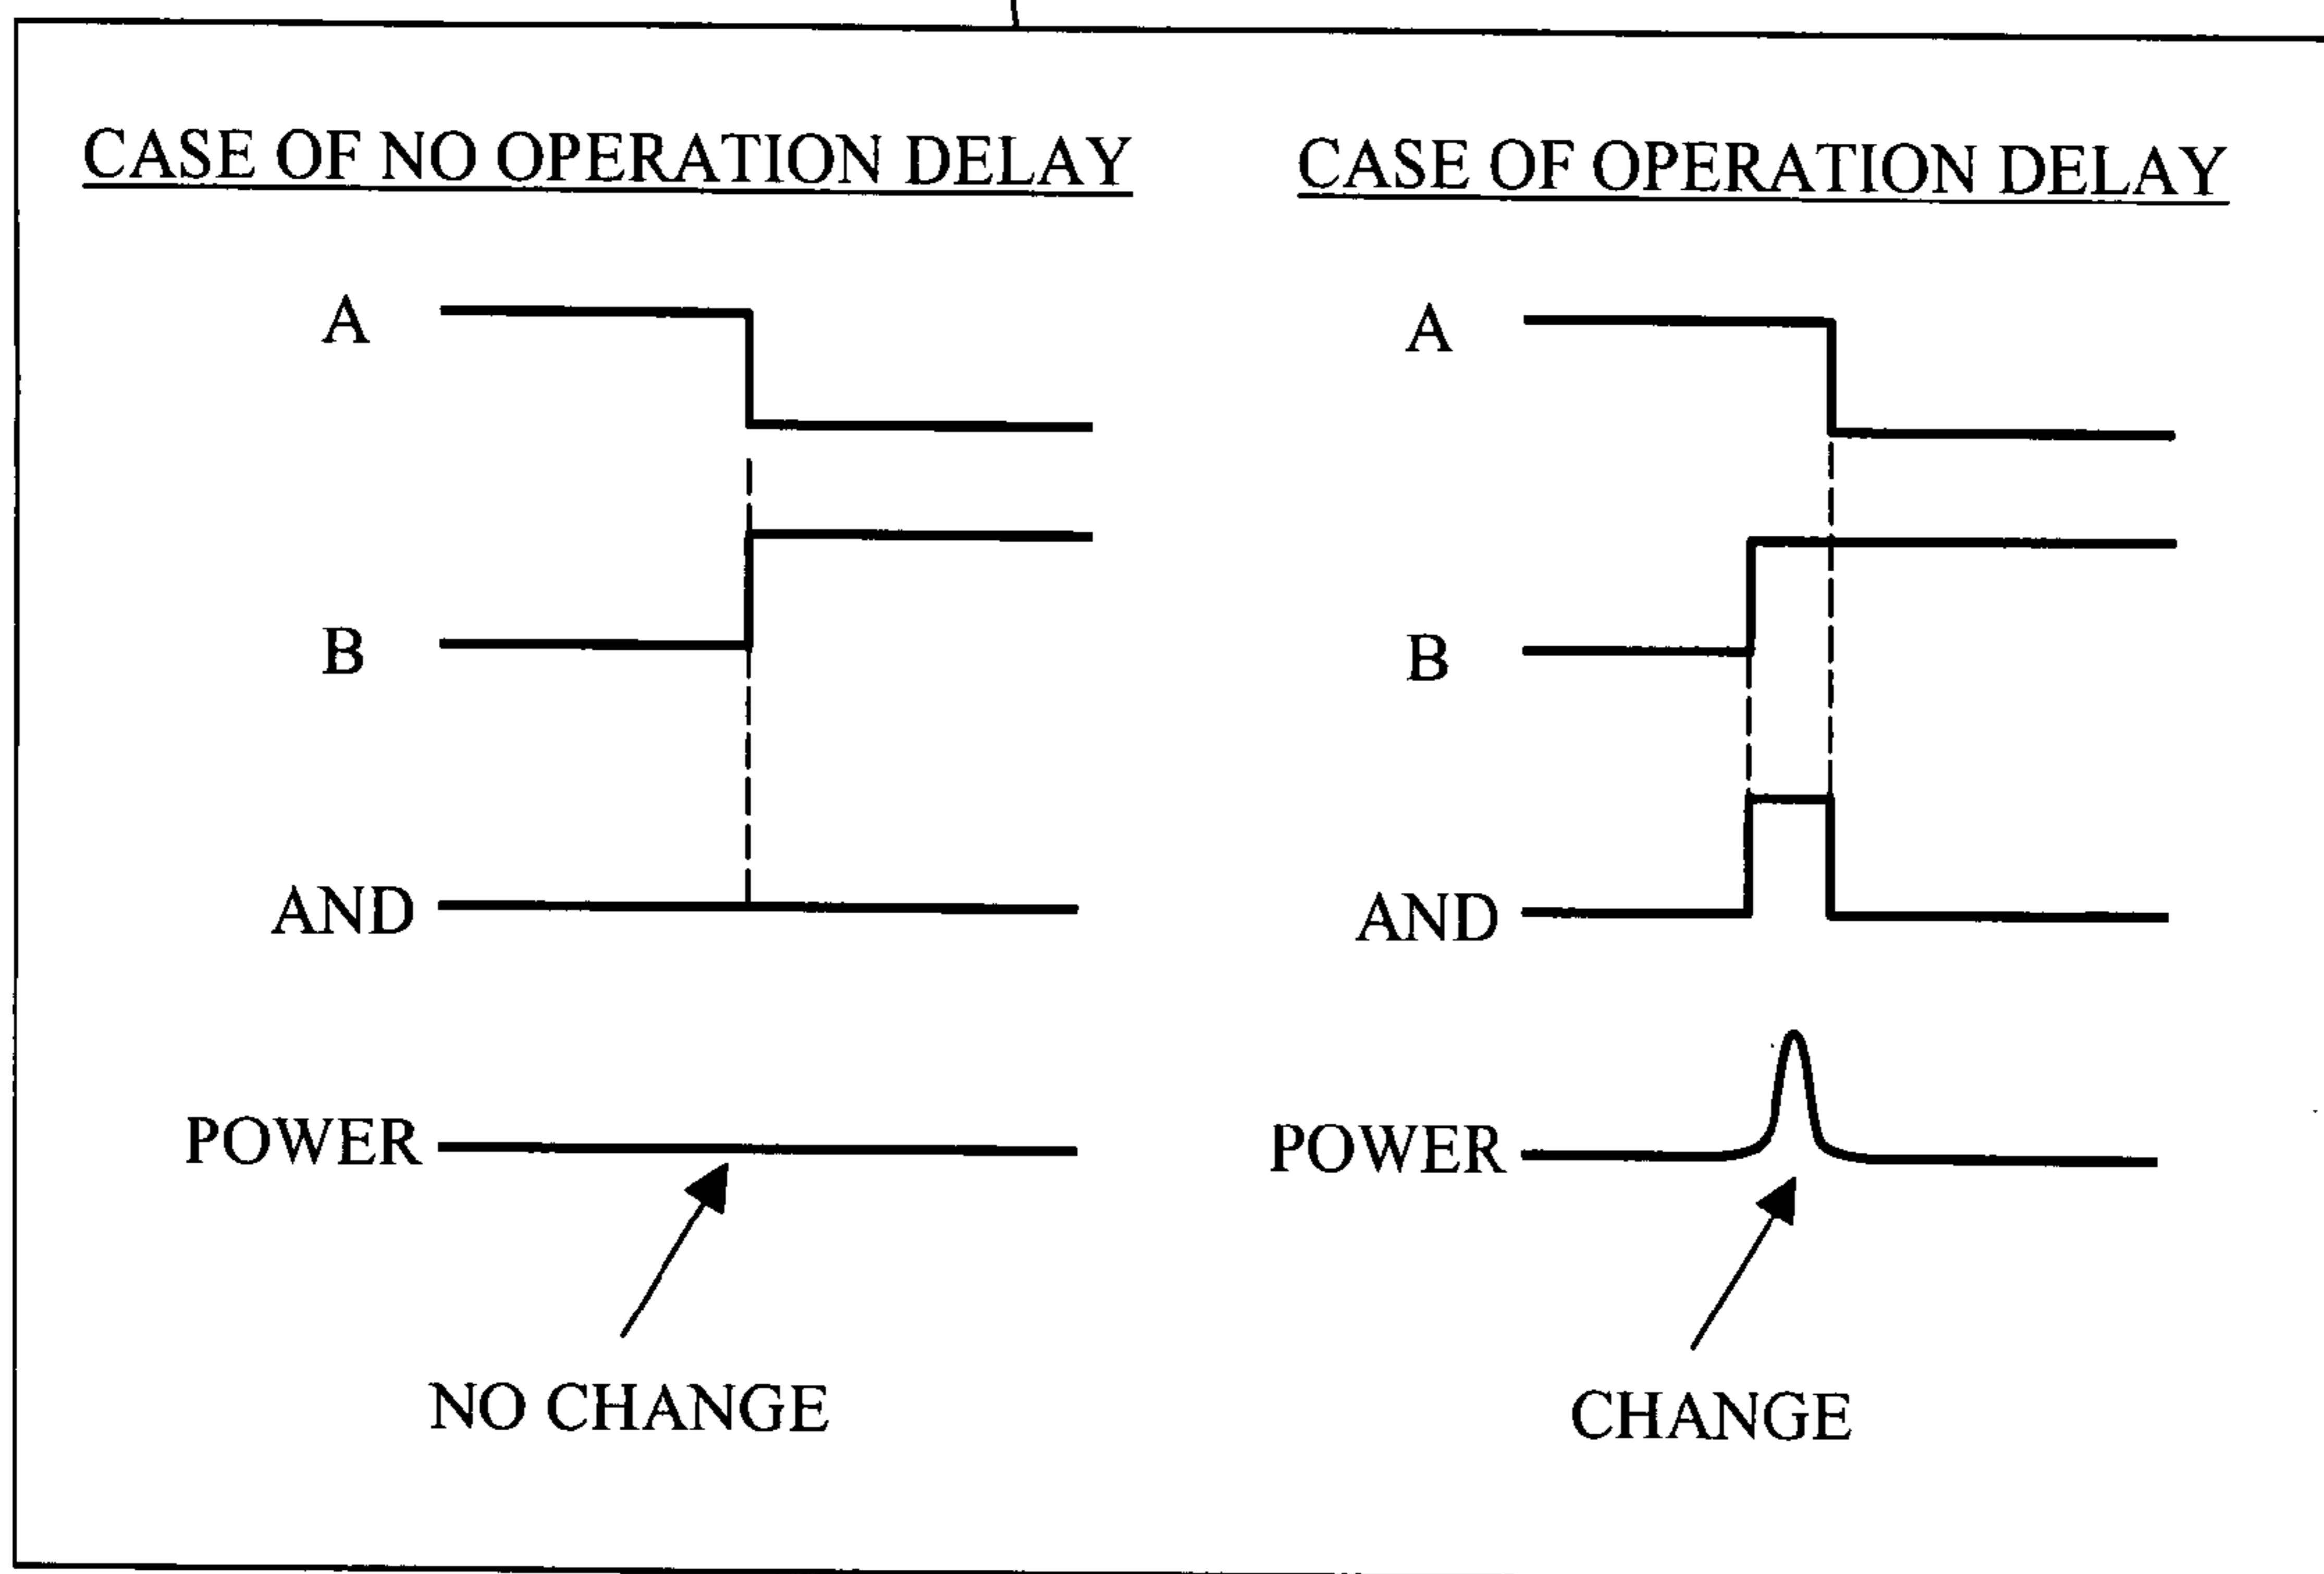 CASE OF NO OPERATION DELAY
A
B
AND
POWER
NO CHANGE
CASE OF OPERATION DELAY
A
B
AND
POWER
CHANGE